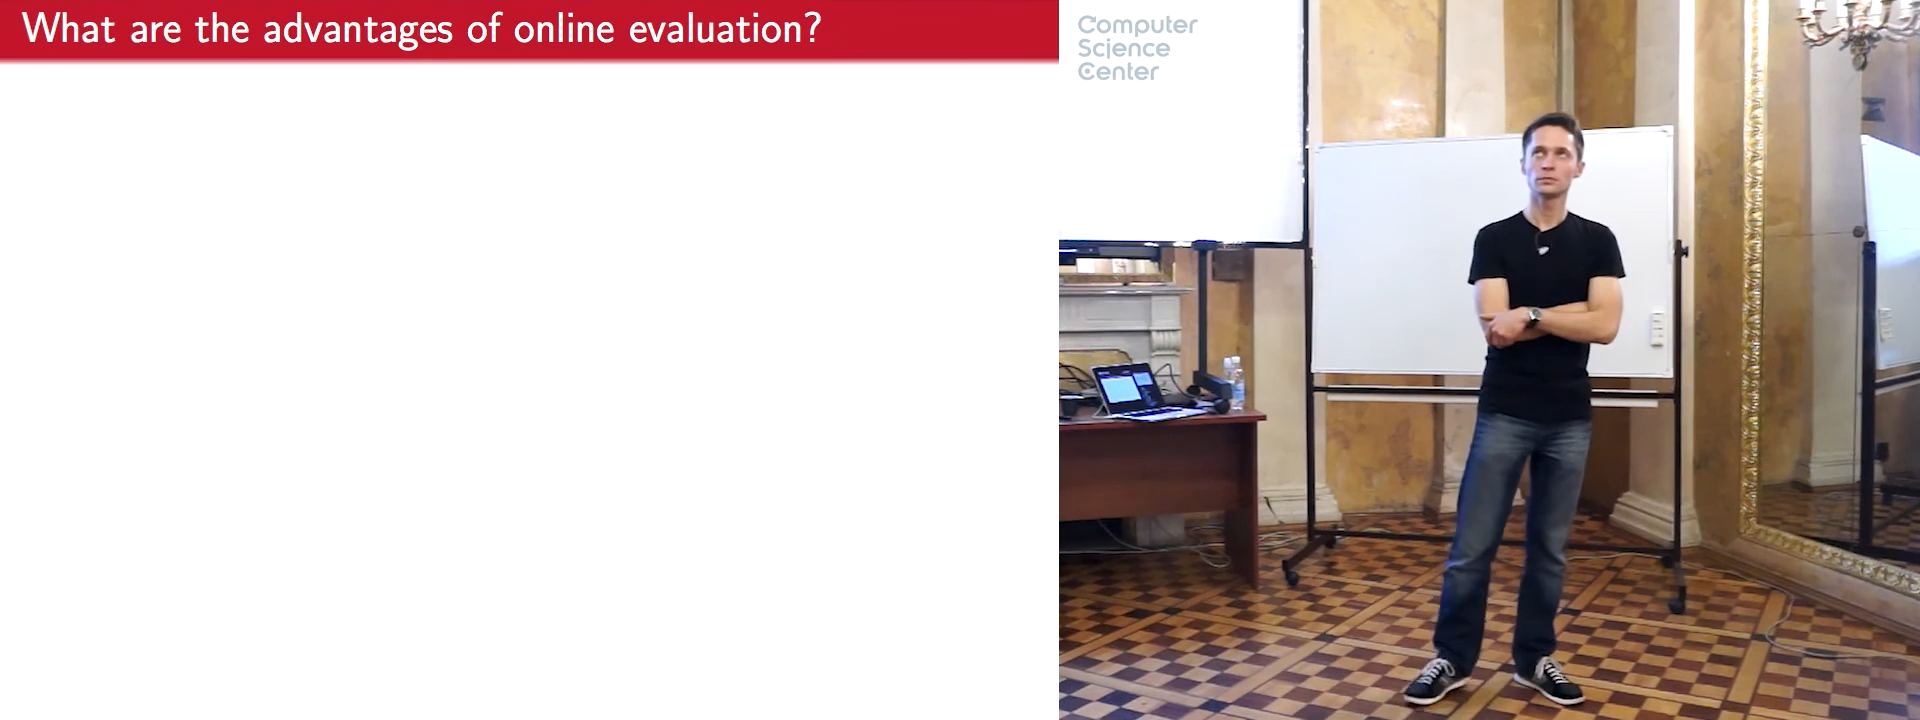 What are the advantages of online evaluation?
Computer
Science
Center